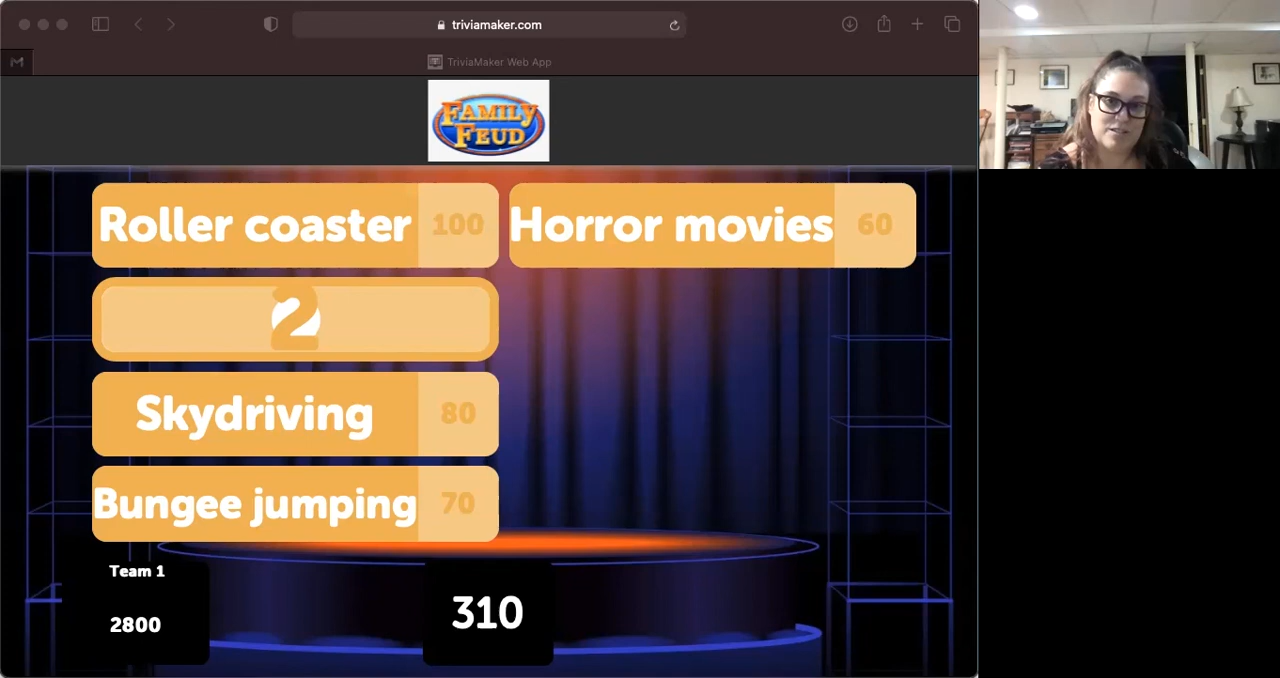 triviamaker.com
TriviaMaker Web App
FAMILY
FEUD
Roller coaster 100
Horror movies 60
2
Skydriving 80
Bungee jumping 70
Team 1
2800
310